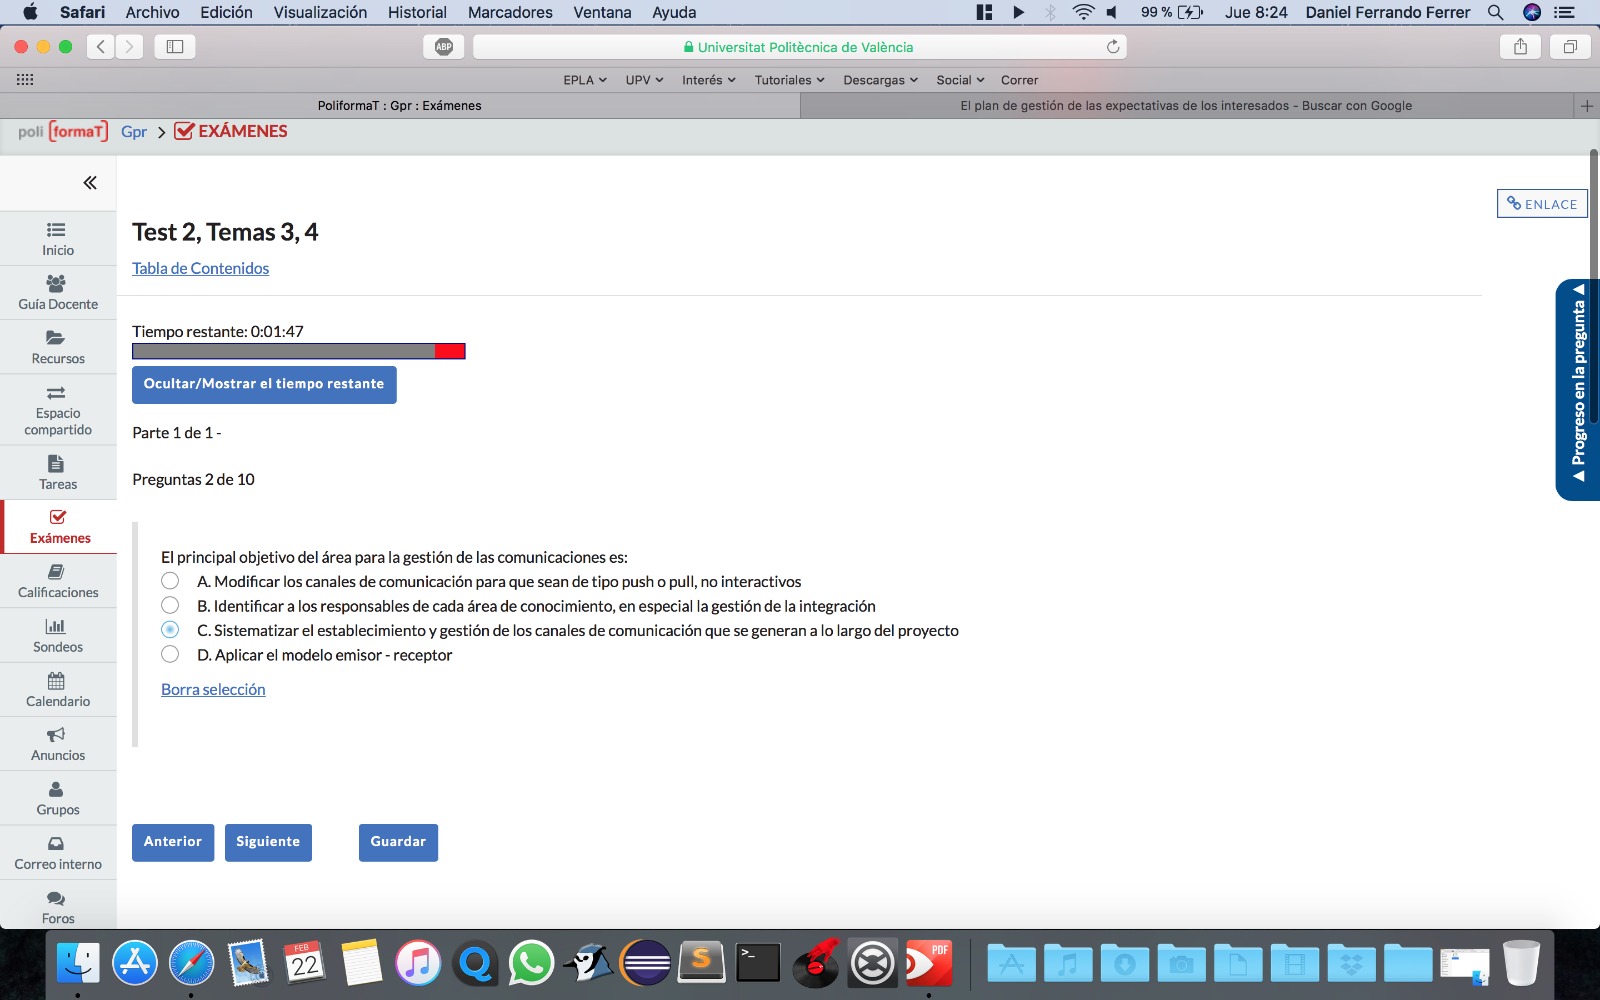 Safari Archivo Edición Visualización Historial Marcadores Ventana Ayuda 99 % Jue 8:24 Daniel Ferrando Ferrer
ABP Universitat Politècnica de València
EPLA UPV Interés Tutoriales Descargas Social Correr
PoliformaT : Gpr : Exámenes El plan de gestión de las expectativas de los interesados - Buscar con Google
poli [formaT] Gpr > EXÁMENES
ENLACE
Test 2, Temas 3, 4
Tabla de Contenidos
Tiempo restante: 0:01:47
Ocultar/Mostrar el tiempo restante
Parte 1 de 1 -
Preguntas 2 de 10
El principal objetivo del área para la gestión de las comunicaciones es:
A. Modificar los canales de comunicación para que sean de tipo push o pull, no interactivos
B. Identificar a los responsables de cada área de conocimiento, en especial la gestión de la integración
C. Sistematizar el establecimiento y gestión de los canales de comunicación que se generan a lo largo del proyecto
D. Aplicar el modelo emisor - receptor
Borra selección
Anterior Siguiente Guardar
Inicio
Guía Docente
Recursos
Espacio
compartido
Tareas
Exámenes
Calificaciones
Sondeos
Calendario
Anuncios
Grupos
Correo interno
Foros
Progreso en la pregunta
FEB
22
S
>_
PDF